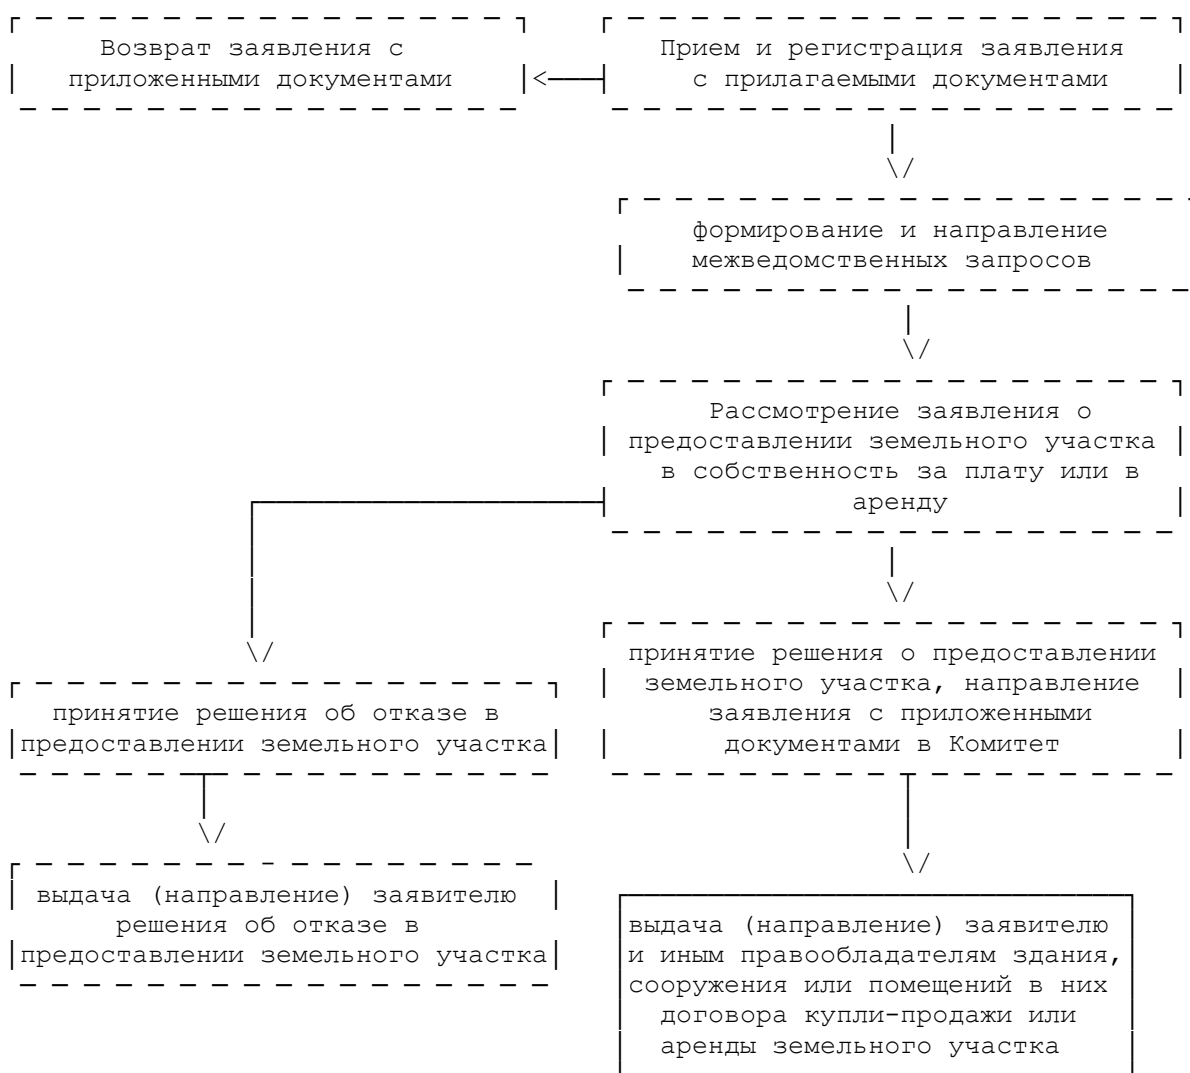 Возврат заявления с
приложенными документами
Прием и регистрация заявления
с прилагаемыми документами
формирование и направление
межведомственных запросов
Рассмотрение заявления о
предоставлении земельного участка
в собственность за плату или в
аренду
принятие решения о предоставлении
земельного участка, направление
заявления с приложенными
документами в Комитет
принятие решения об отказе в
предоставлении земельного участка
выдача (направление) заявителю
решения об отказе в
предоставлении земельного участка
выдача (направление) заявителю
и иным правообладателям здания,
сооружения или помещений в них
договора купли-продажи или
аренды земельного участка